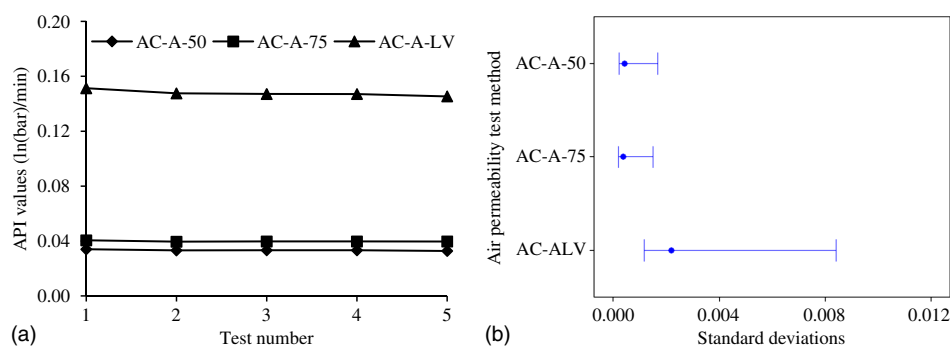 0.20
AC-A-50 AC-A-75 AC-A-LV
0.16
0.12
0.08
0.04
0.00
1 2 3 4 5
API values (ln(bar)/min)
Test number
(a)
AC-A-50
AC-A-75
AC-ALV
Air permeability test method
0.000 0.004 0.008 0.012
Standard deviations
(b)